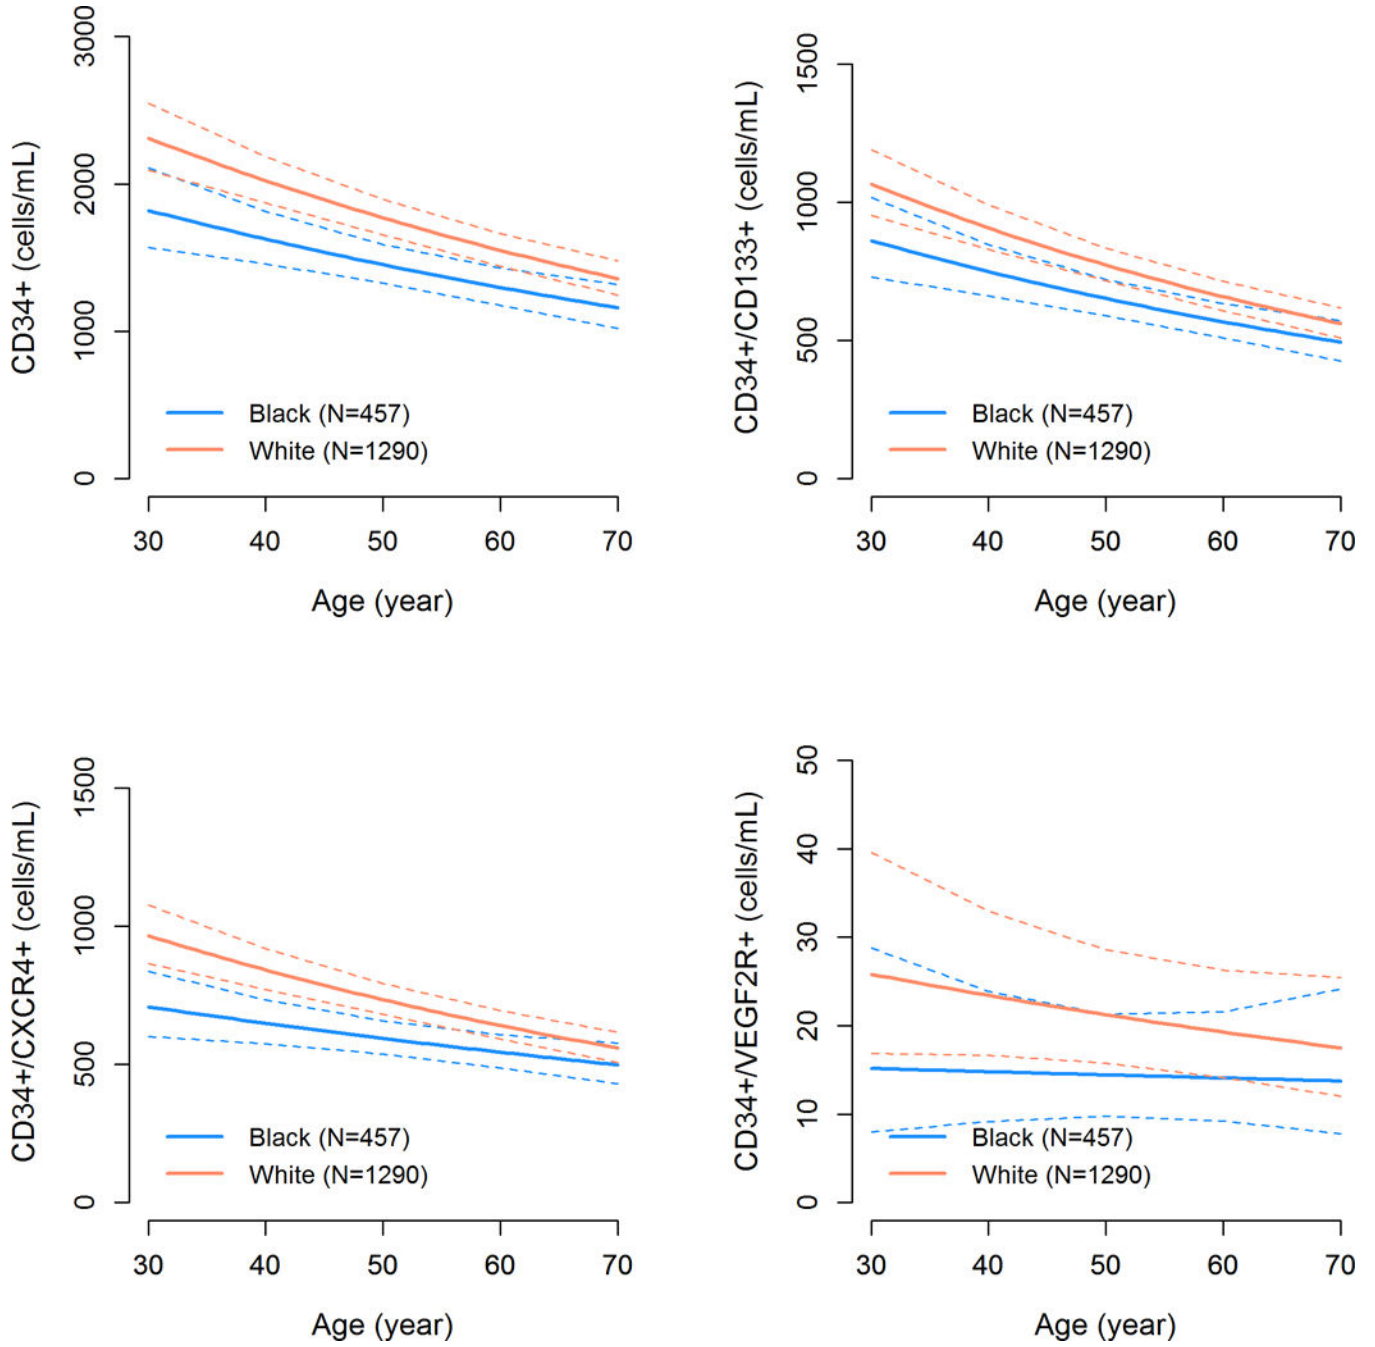 CD34+ (cells/mL)
3000
2000
1000
0
Black (N=457)
White (N=1290)
30 40 50 60 70
Age (year)
CD34+/CD133+ (cells/mL)
1500
1000
500
0
Black (N=457)
White (N=1290)
30 40 50 60 70
Age (year)
CD34+/CXCR4+ (cells/mL)
1500
1000
500
0
Black (N=457)
White (N=1290)
30 40 50 60 70
Age (year)
CD34+/VEGF2R+ (cells/mL)
50
40
30
20
10
0
Black (N=457)
White (N=1290)
30 40 50 60 70
Age (year)